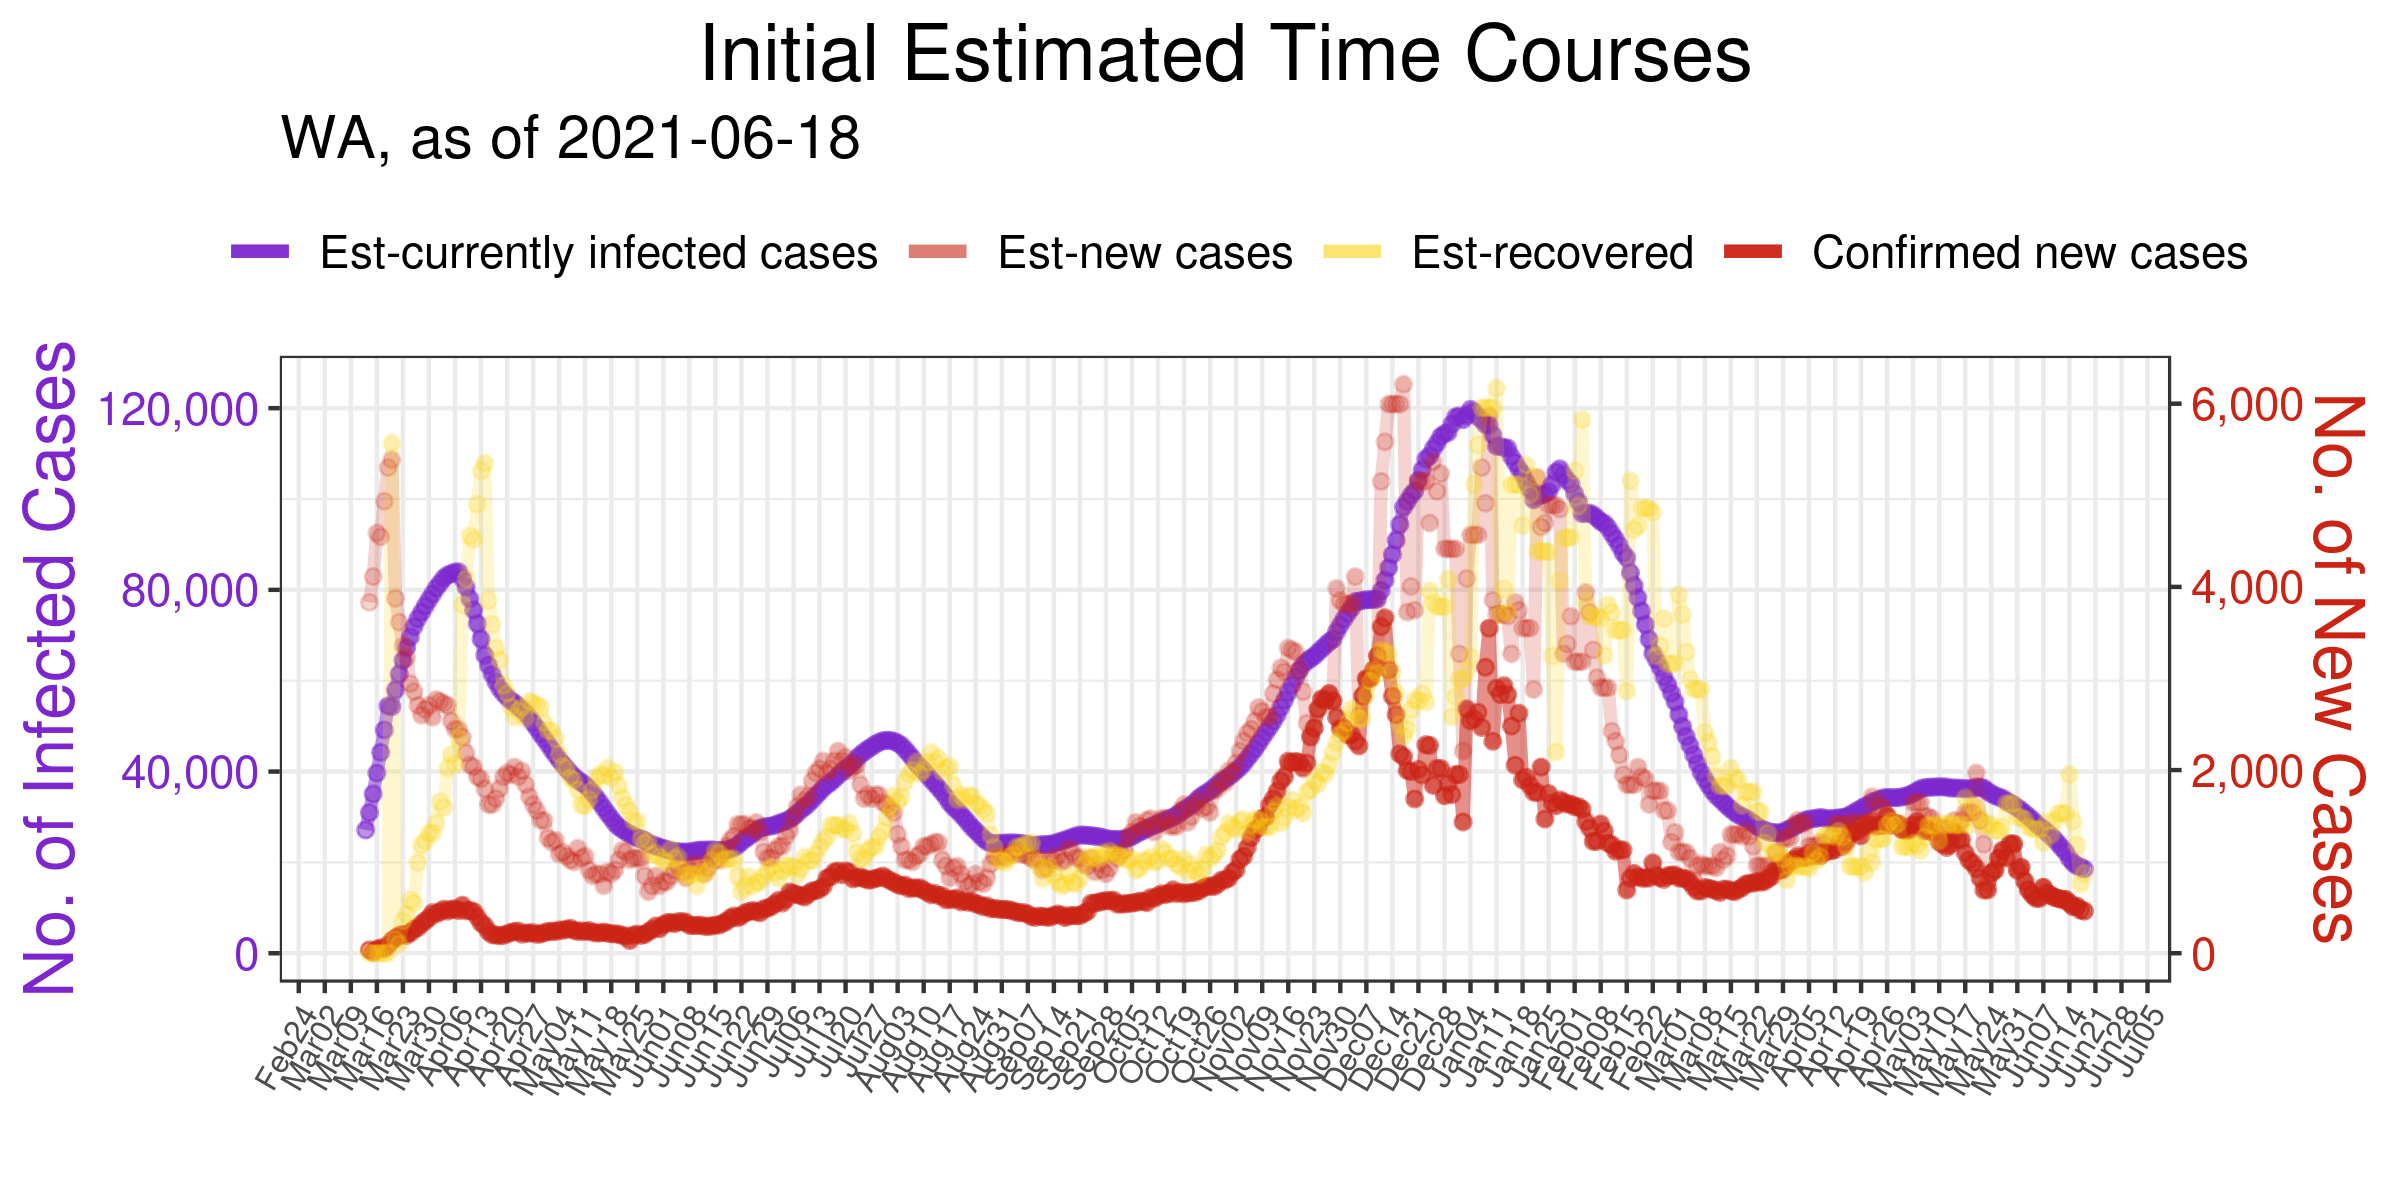 Initial Estimated Time Courses
WA, as of 2021-06-18
Est-currently infected cases Est-new cases Est-recovered Confirmed new cases
No. of Infected Cases
120,000
80,000
40,000
0
6,000
4,000
2,000
0
No. of New Cases
Feb24 Mar02 Mar09 Mar16 Mar23 Mar30 Apr06 Apr13 Apr20 Apr27 May04 May11 May18 May25 Jun01 Jun08 Jun15 Jun22 Jun29 Jul06 Jul13 Jul20 Jul27 Aug03 Aug10 Aug17 Aug24 Aug31 Sep07 Sep14 Sep21 Sep28 Oct05 Oct12 Oct19 Oct26 Nov02 Nov09 Nov16 Nov23 Nov30 Dec07 Dec14 Dec21 Dec28 Jan04 Jan11 Jan18 Jan25 Feb01 Feb08 Feb15 Feb22 Mar01 Mar08 Mar15 Mar22 Mar29 Apr05 Apr12 Apr19 Apr26 May03 May10 May17 May24 May31 Jun07 Jun14 Jun21 Jun28 Jul05